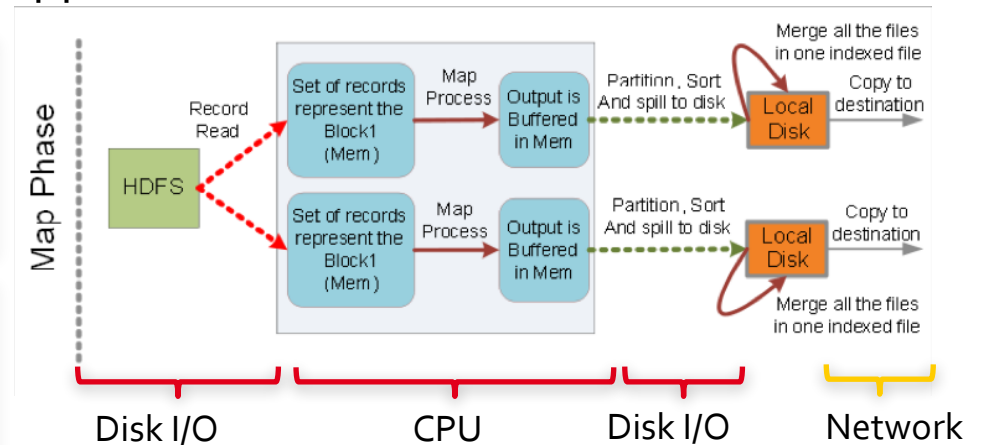 Map Phase
HDFS
Record
Read
Set of records
represent the
Block1
(Mem )
Map
Process
Output is
Buffered
in Mem
Partition , Sort
And spill to disk
Merge all the files
in one indexed file
Local
Disk
Copy to
destination
Set of records
represent the
Block1
(Mem )
Map
Process
Output is
Buffered
in Mem
Partition , Sort
And spill to disk
Local
Disk
Copy to
destination
Merge all the files
in one indexed file
Disk I/O
CPU
Disk I/O
Network